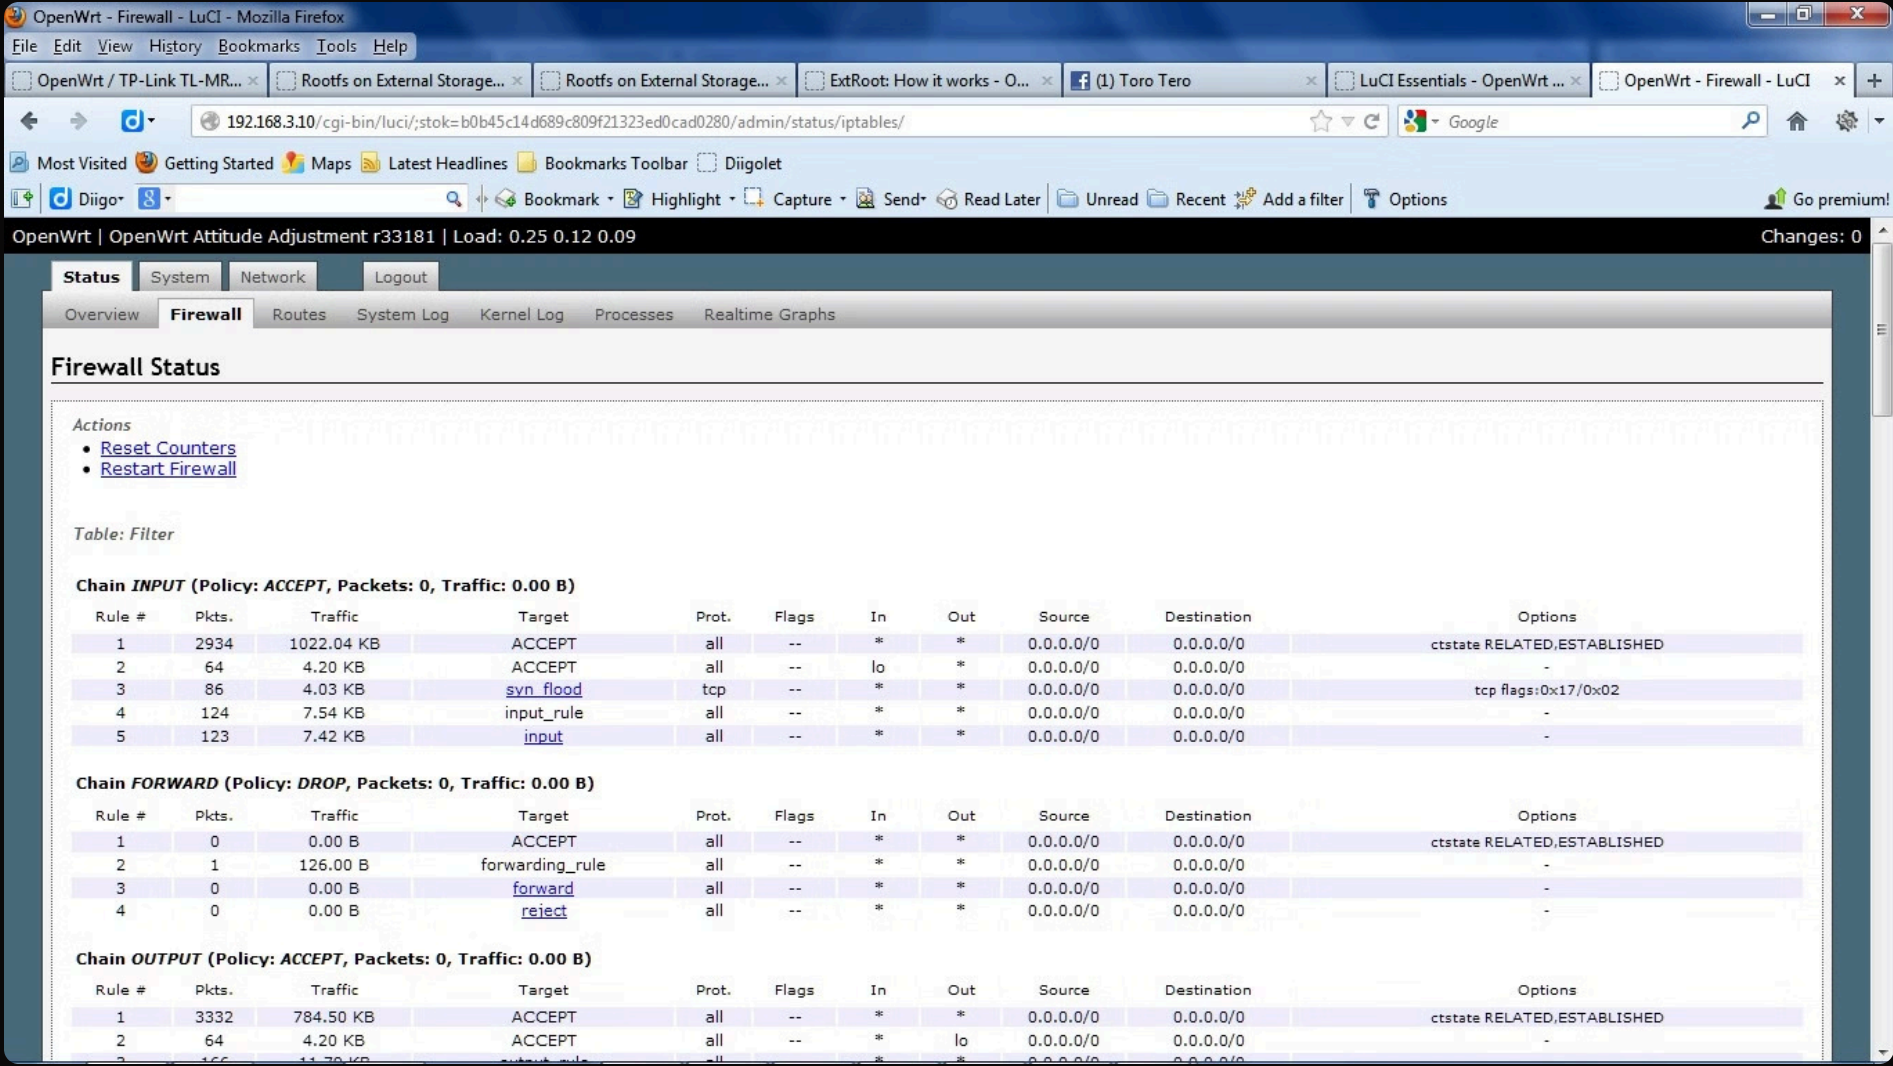 OpenWrt - Firewall - LuCI - Mozilla Firefox
File Edit View History Bookmarks Tools Help
OpenWrt / TP-Link TL-MR... Rootfs on External Storage... Rootfs on External Storage... ExtRoot: How it works - O... (1) Toro Tero LuCI Essentials - OpenWrt ... OpenWrt - Firewall - LuCI
192.168.3.10/cgi-bin/luci/;stok=b0b45c14d689c809f21323ed0cad0280/admin/status/iptables/ Google
Most Visited Getting Started Maps Latest Headlines Bookmarks Toolbar Diigolet
Diigo Bookmark Highlight Capture Send Read Later Unread Recent Add a filter Options Go premium!
OpenWrt | OpenWrt Attitude Adjustment r33181 | Load: 0.25 0.12 0.09 Changes: 0
Status System Network Logout
Overview Firewall Routes System Log Kernel Log Processes Realtime Graphs
Firewall Status
Actions
• Reset Counters
• Restart Firewall
Table: Filter
Chain INPUT (Policy: ACCEPT, Packets: 0, Traffic: 0.00 B)
Rule # Pkts. Traffic Target Prot. Flags In Out Source Destination Options
1 2934 1022.04 KB ACCEPT all -- * * 0.0.0.0/0 0.0.0.0/0 ctstate RELATED,ESTABLISHED
2 64 4.20 KB ACCEPT all -- lo * 0.0.0.0/0 0.0.0.0/0 -
3 86 4.03 KB syn_flood tcp -- * * 0.0.0.0/0 0.0.0.0/0 tcp flags:0x17/0x02
4 124 7.54 KB input_rule all -- * * 0.0.0.0/0 0.0.0.0/0 -
5 123 7.42 KB input all -- * * 0.0.0.0/0 0.0.0.0/0 -
Chain FORWARD (Policy: DROP, Packets: 0, Traffic: 0.00 B)
Rule # Pkts. Traffic Target Prot. Flags In Out Source Destination Options
1 0 0.00 B ACCEPT all -- * * 0.0.0.0/0 0.0.0.0/0 ctstate RELATED,ESTABLISHED
2 1 126.00 B forwarding_rule all -- * * 0.0.0.0/0 0.0.0.0/0 -
3 0 0.00 B forward all -- * * 0.0.0.0/0 0.0.0.0/0 -
4 0 0.00 B reject all -- * * 0.0.0.0/0 0.0.0.0/0 -
Chain OUTPUT (Policy: ACCEPT, Packets: 0, Traffic: 0.00 B)
Rule # Pkts. Traffic Target Prot. Flags In Out Source Destination Options
1 3332 784.50 KB ACCEPT all -- * * 0.0.0.0/0 0.0.0.0/0 ctstate RELATED,ESTABLISHED
2 64 4.20 KB ACCEPT all -- * lo 0.0.0.0/0 0.0.0.0/0 -